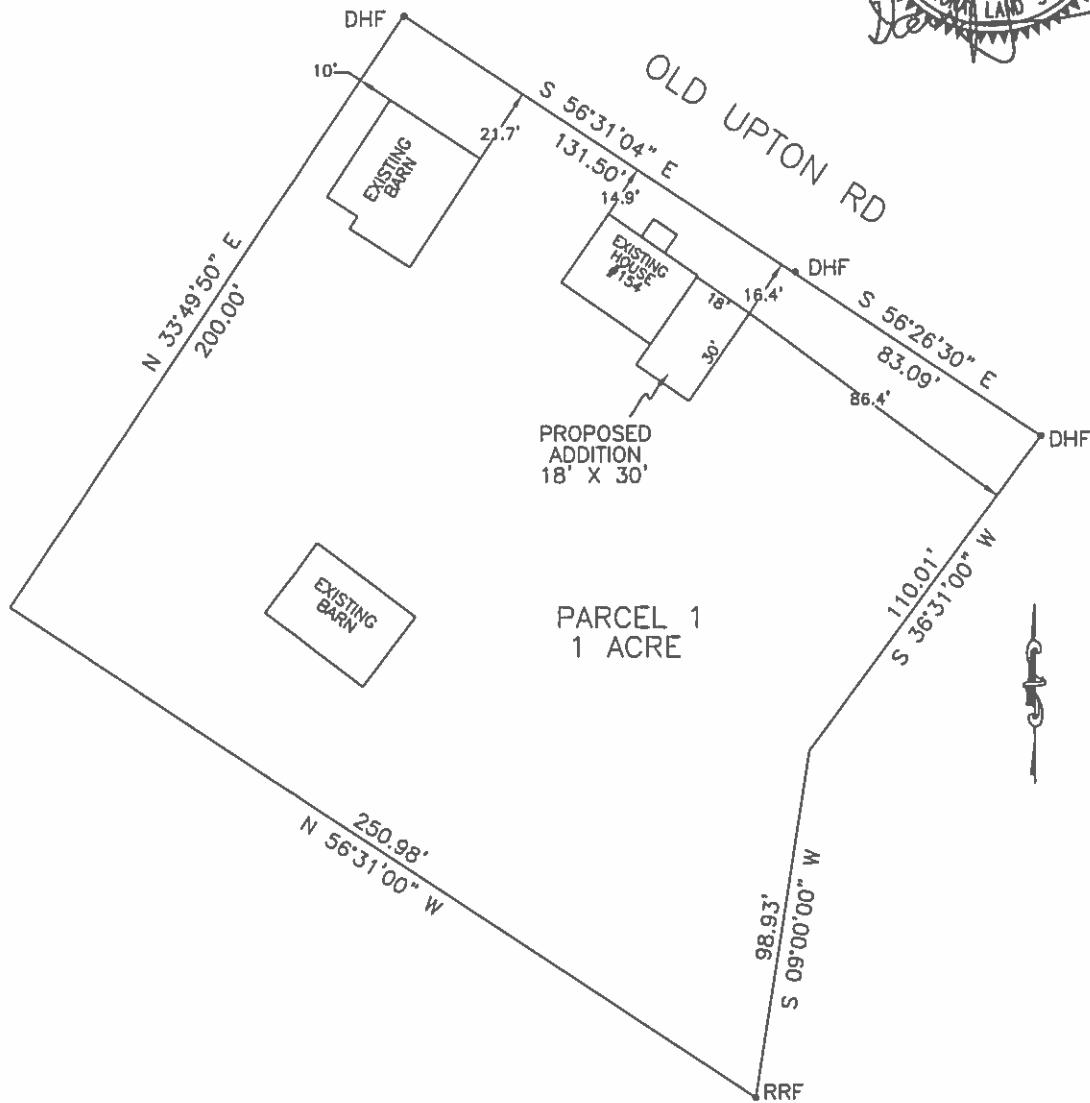 ONAL LAND S
DHF
10'
21.7'
S 56°31'04" E
131.50'
OLD UPTON RD
EXISTING
BARN
14.9'
EXISTING
HOUSE
#154
DHF
18'
16.4'
30'
S 56°26'30" E
83.09'
86.4'
DHF
N 33°49'50" E
200.00'
PROPOSED
ADDITION
18' X 30'
EXISTING
BARN
PARCEL 1
1 ACRE
110.01'
S 36°31'00" W
250.98'
N 56°31'00" W
98.93'
S 09°00'00" W
RRF